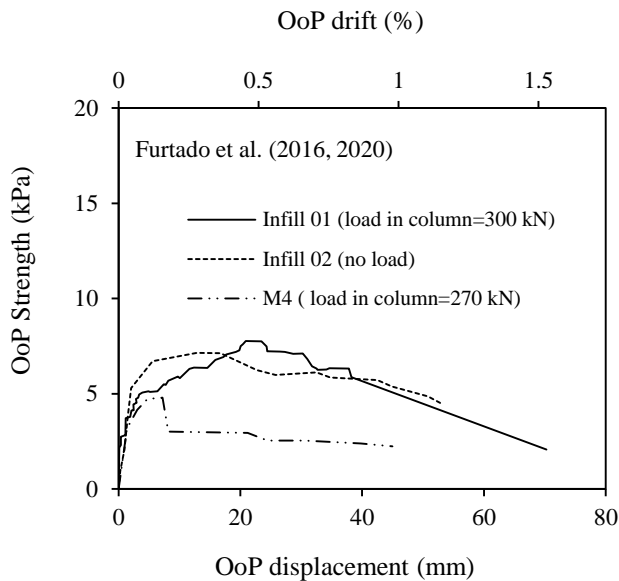 OoP drift (%)
0 0.5 1 1.5
20
15
10
5
0
OoP Strength (kPa)
Furtado et al. (2016, 2020)
Infill 01 (load in column=300 kN)
Infill 02 (no load)
M4 ( load in column=270 kN)
0 20 40 60 80
OoP displacement (mm)